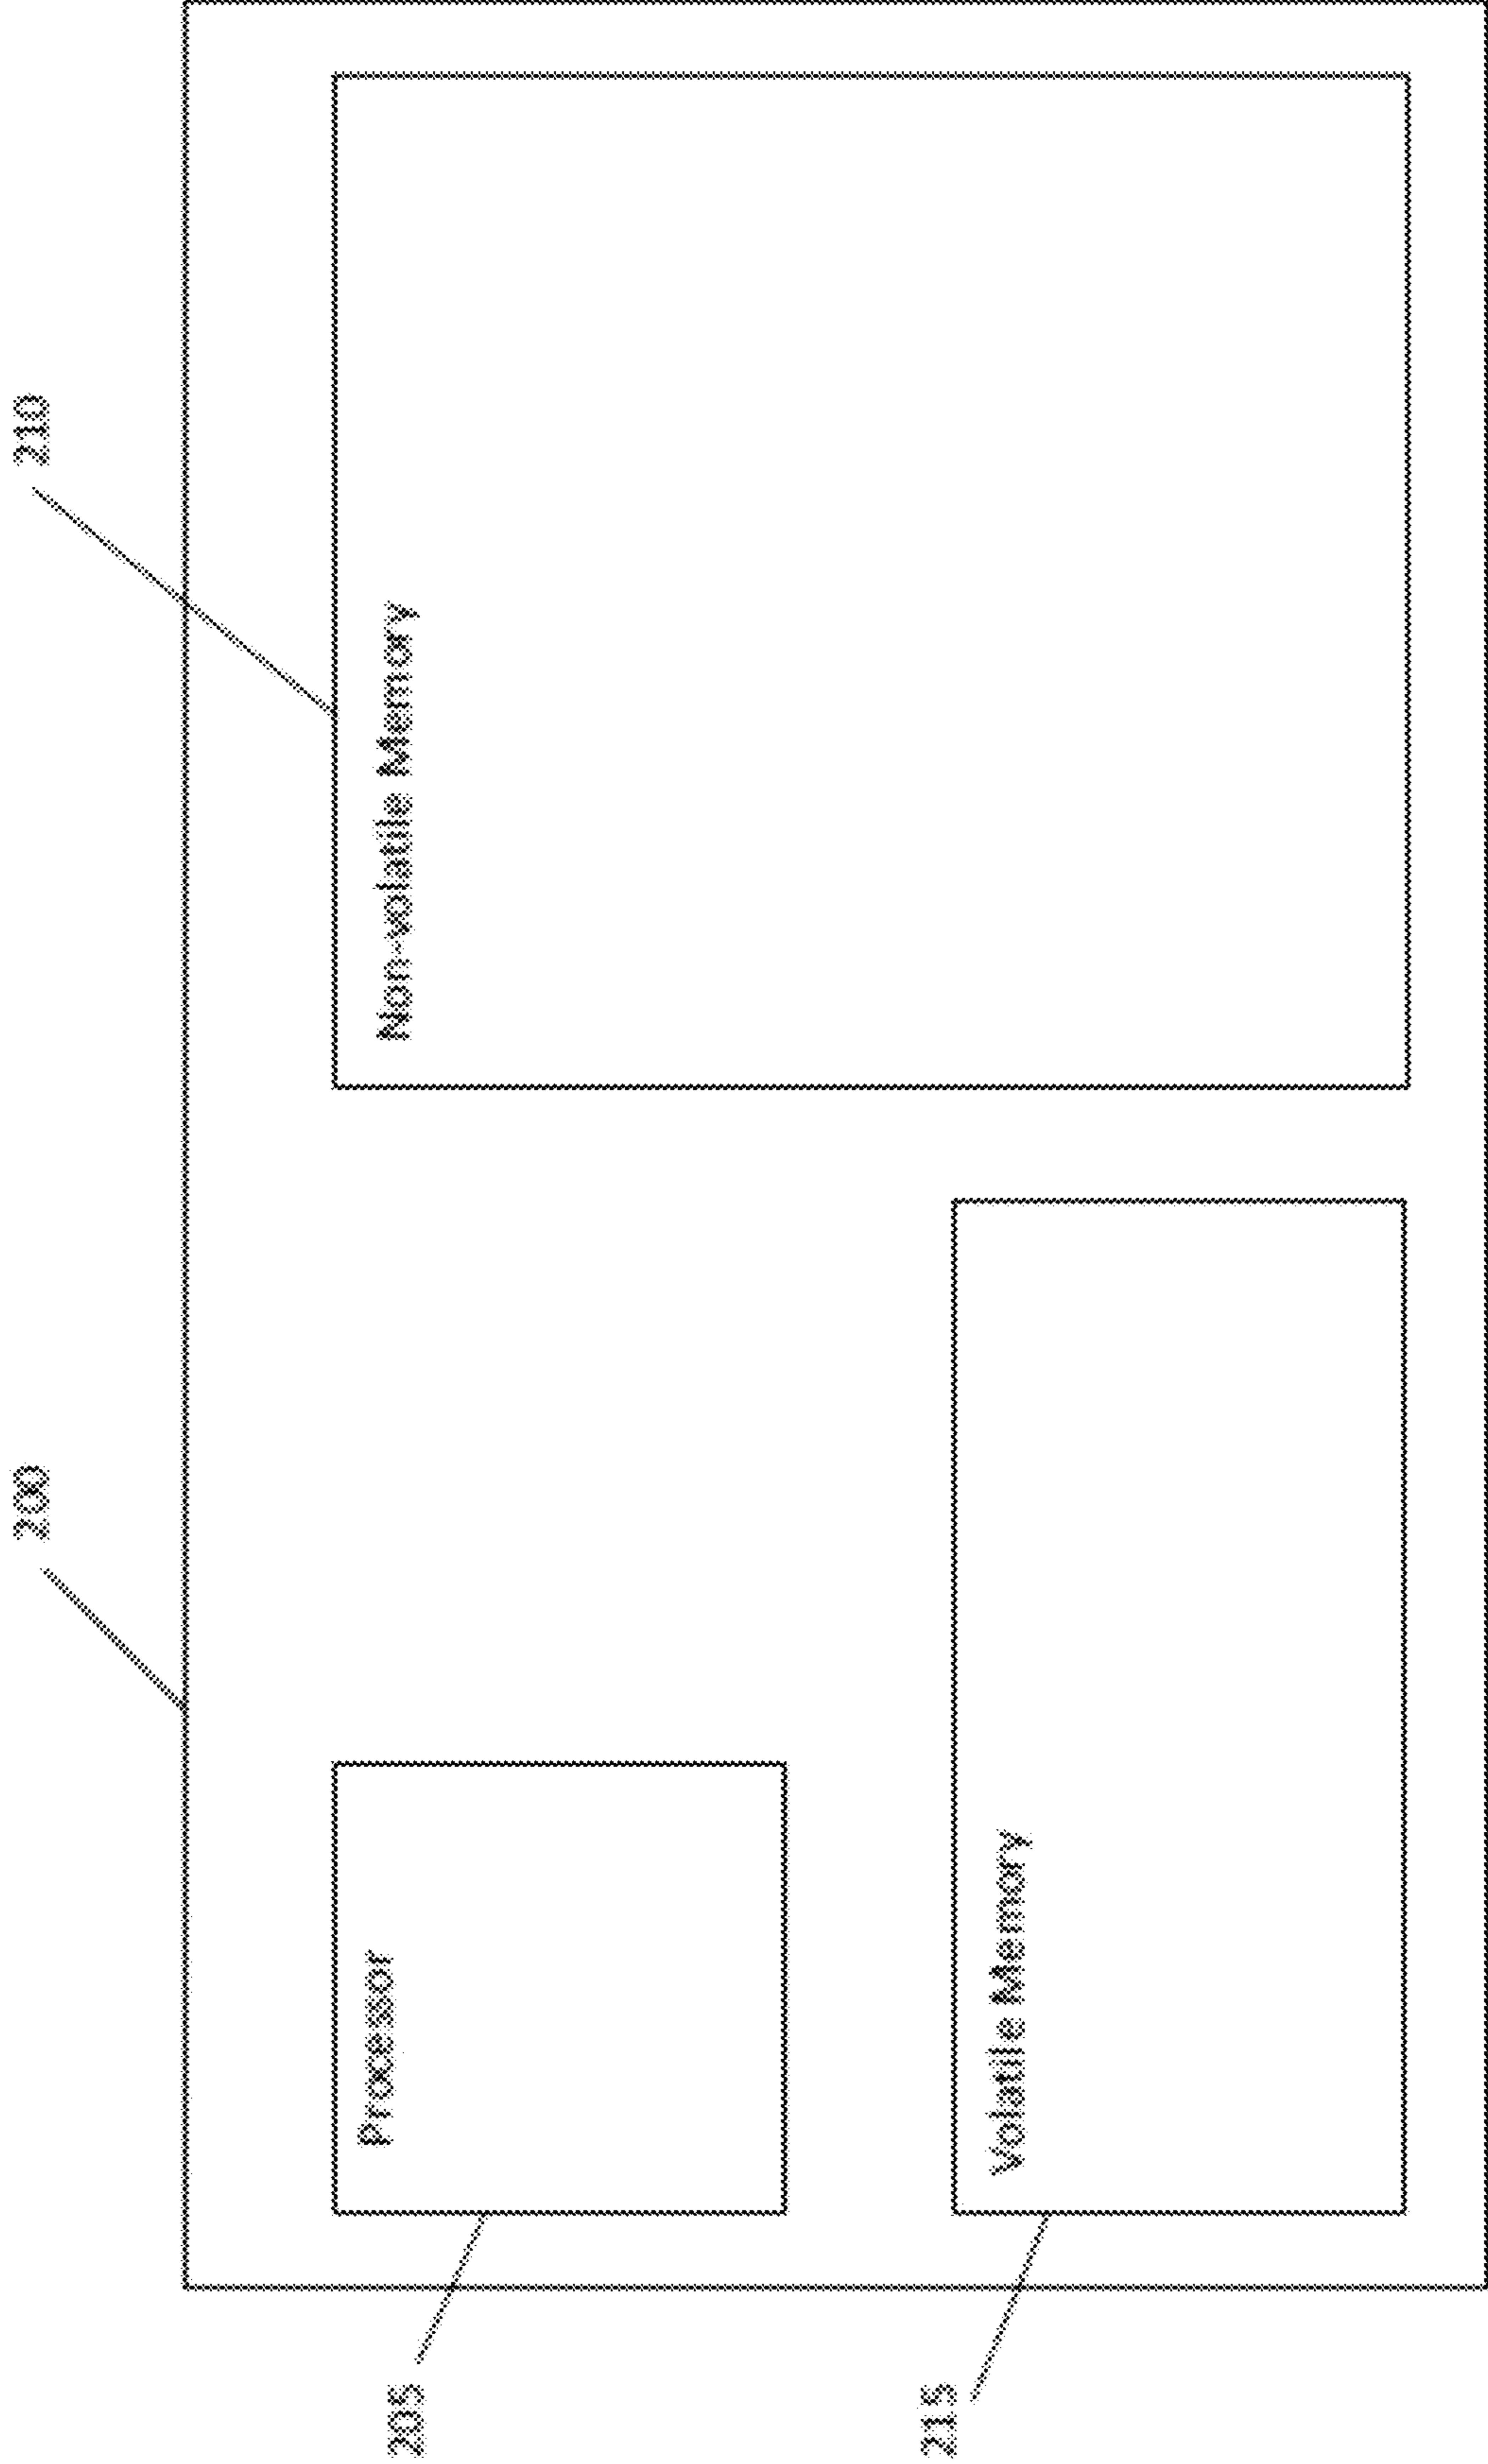 200
210
205
Processor
Non-volatile Memory
215
Volatile Memory